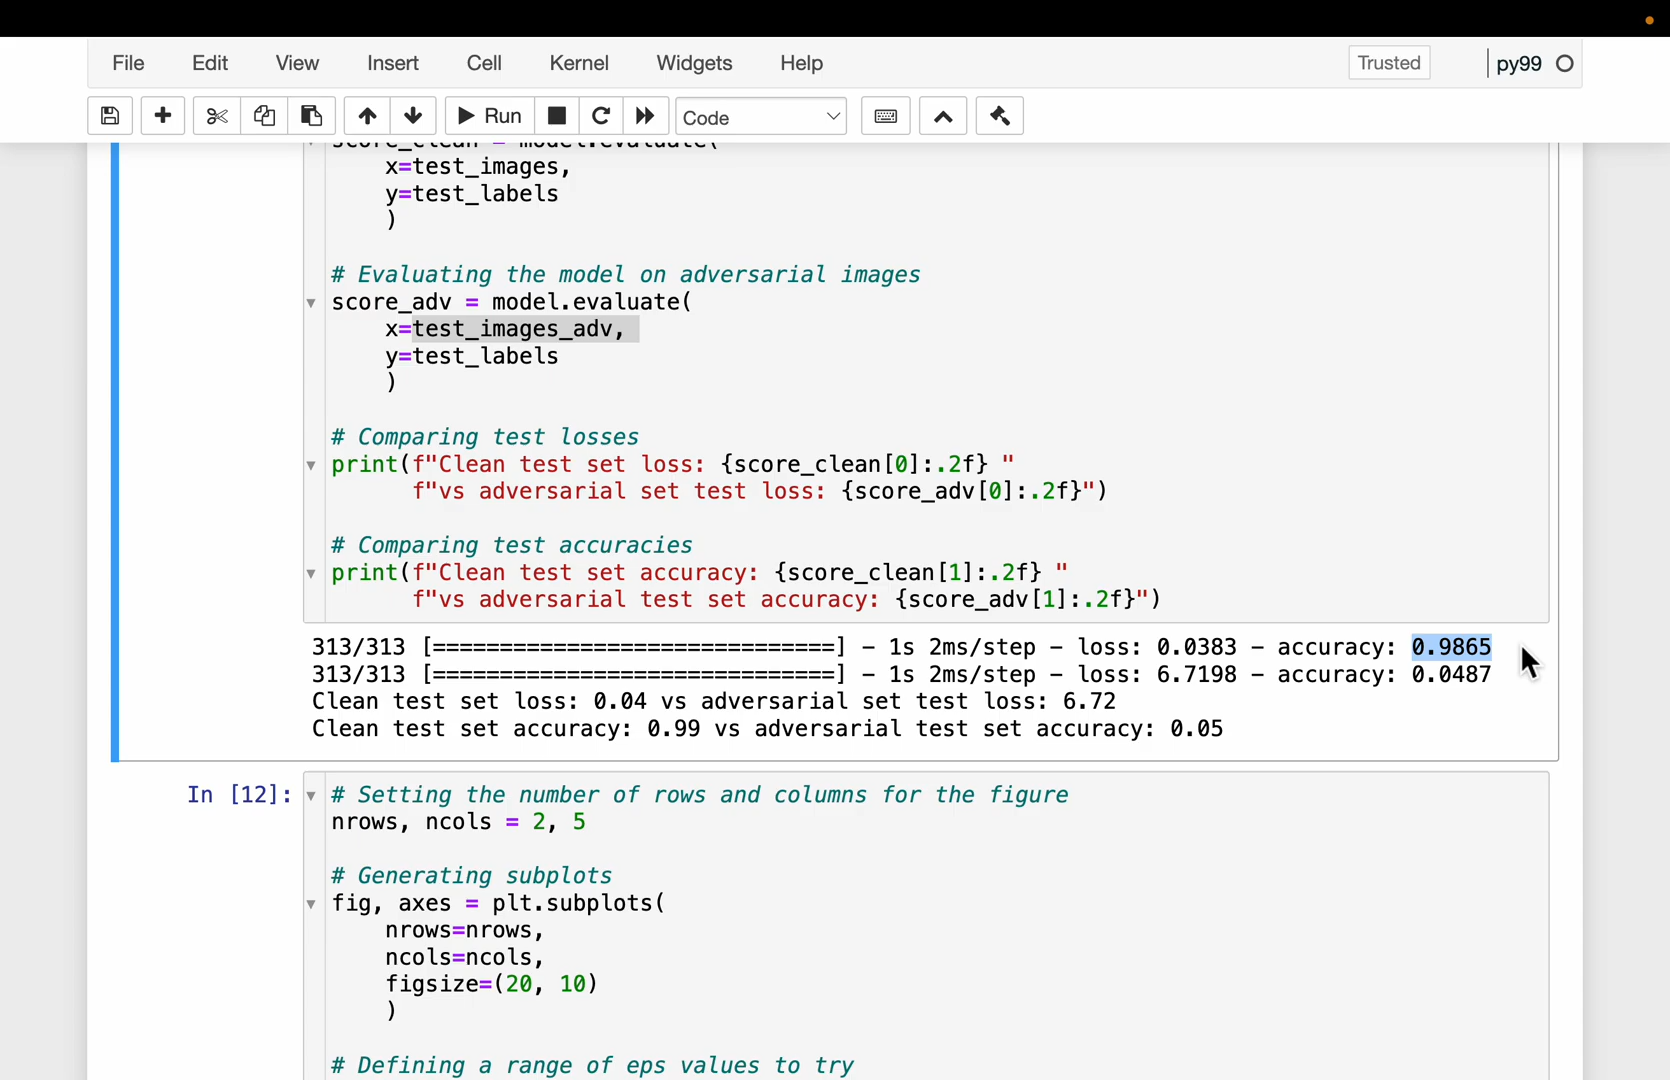 File Edit View Insert Cell Kernel Widgets Help Trusted py99
Run Code
score_clean = model.evaluate(
x=test_images,
y=test_labels
)
# Evaluating the model on adversarial images
score_adv = model.evaluate(
x=test_images_adv,
y=test_labels
)
# Comparing test losses
print(f"Clean test set loss: {score_clean[0]:.2f} "
f"vs adversarial set test loss: {score_adv[0]:.2f}")
# Comparing test accuracies
print(f"Clean test set accuracy: {score_clean[1]:.2f} "
f"vs adversarial test set accuracy: {score_adv[1]:.2f}")
313/313 [==============================] - 1s 2ms/step - loss: 0.0383 - accuracy: 0.9865
313/313 [==============================] - 1s 2ms/step - loss: 6.7198 - accuracy: 0.0487
Clean test set loss: 0.04 vs adversarial set test loss: 6.72
Clean test set accuracy: 0.99 vs adversarial test set accuracy: 0.05
In [12]: # Setting the number of rows and columns for the figure
nrows, ncols = 2, 5
# Generating subplots
fig, axes = plt.subplots(
nrows=nrows,
ncols=ncols,
figsize=(20, 10)
)
# Defining a range of eps values to try